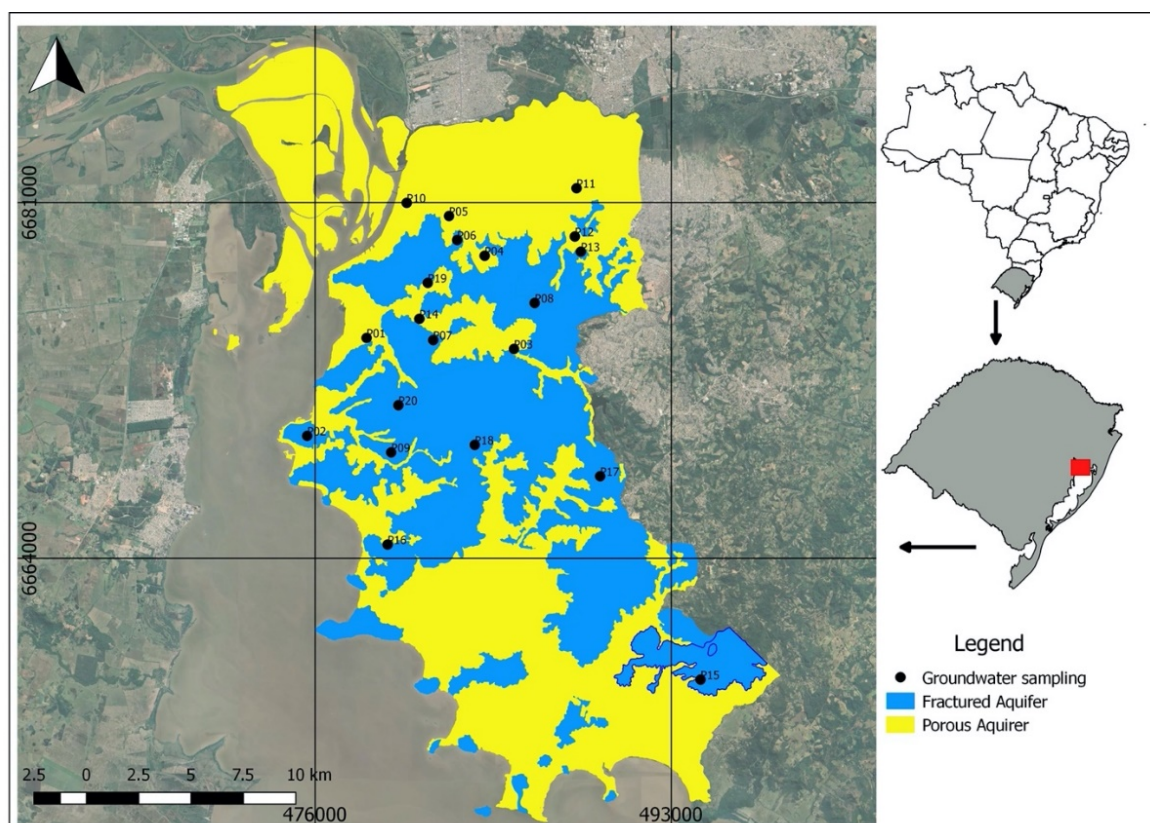 P11
6681000
P10
P05
P12
P06
P13
P04
P19
P08
P14
P01
P07
P03
P20
P02
P18
P09
P17
P16
6664000
P15
Legend
Groundwater sampling
Fractured Aquifer
Porous Aquirer
2.5 0 2.5 5 7.5 10 km
476000
493000